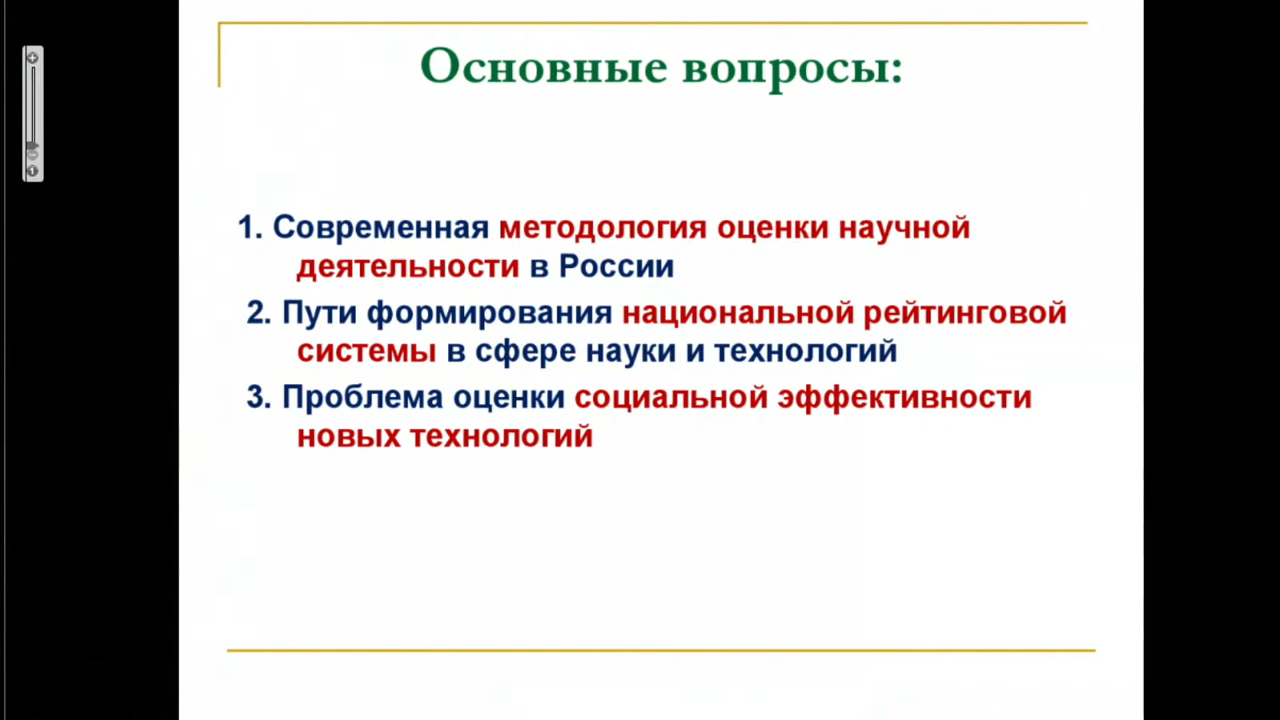 Основные вопросы:
1. Современная методология оценки научной
деятельности в России
2. Пути формирования национальной рейтинговой
системы в сфере науки и технологий
3. Проблема оценки социальной эффективности
новых технологий